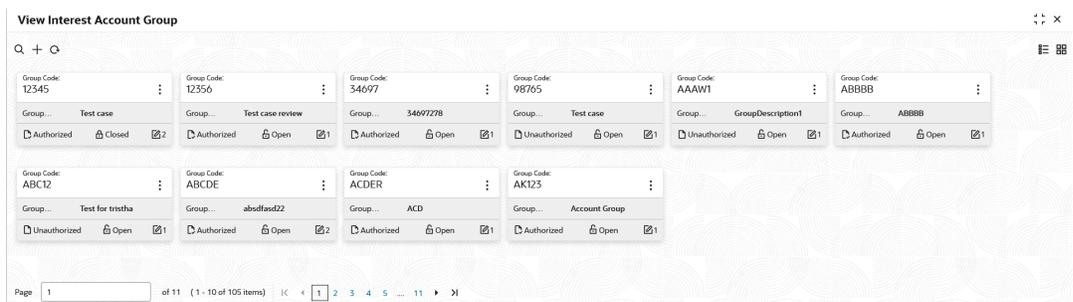 View Interest Account Group
Group Code: Group Code: Group Code: Group Code: Group Code: Group Code:
12345 12356 34697 98765 AAAW1 ABBBB
Group... Test case Group... Test case review Group... 34697278 Group... Test case Group... GroupDescription1 Group... ABBBB
Authorized Closed 2 Authorized Open 1 Authorized Open 1 Unauthorized Open 1 Unauthorized Open 1 Authorized Open 1
Group Code: Group Code: Group Code: Group Code:
ABC12 ABCDE ACDER AK123
Group... Test for tristha Group... absdfasd22 Group... ACD Group... Account Group
Unauthorized Open 1 Authorized Open 2 Authorized Open 1 Authorized Open 1
Page 1 of 11 (1 - 10 of 105 items) 1 2 3 4 5 .... 11